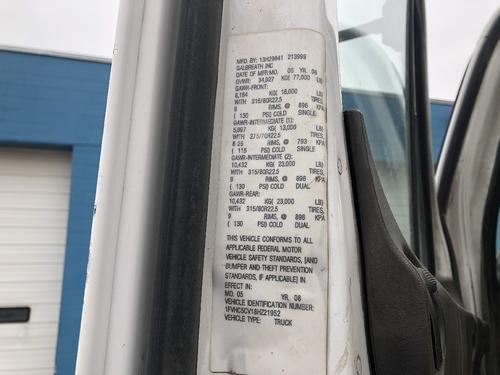 MFD. BY: 13H29841 213999
GALBREATH INC
DATE OF MFR:MO. 05 YR. 08
GVWR: 34,927 KG( 77,000 LB)
GAWR-FRONT:
8,164 KG( 18,000 LB)
WITH 315/80R22.5 TIRES,
9 RIMS, @ 896 KPA
( 130 PSI) COLD SINGLE
GAWR-INTERMEDIATE (1):
5,897 KG( 13,000 LB)
WITH 275/70R22.5 TIRES,
8.25 RIMS, @ 793 KPA
( 115 PSI) COLD SINGLE
GAWR-INTERMEDIATE (2):
10,432 KG( 23,000 LB)
WITH 315/80R22.5 TIRES,
9 RIMS, @ 896 KPA
( 130 PSI) COLD DUAL
GAWR-REAR:
10,432 KG( 23,000 LB)
WITH 315/80R22.5 TIRES,
9 RIMS, @ 896 KPA
( 130 PSI) COLD DUAL
THIS VEHICLE CONFORMS TO ALL
APPLICABLE FEDERAL MOTOR
VEHICLE SAFETY STANDARDS, [AND
BUMPER AND THEFT PREVENTION
STANDARDS, IF APPLICABLE] IN
EFFECT IN:
MO. 05 YR. 08
VEHICLE IDENTIFICATION NUMBER:
1FVHC5CV18HZ21952
VEHICLE TYPE: TRUCK